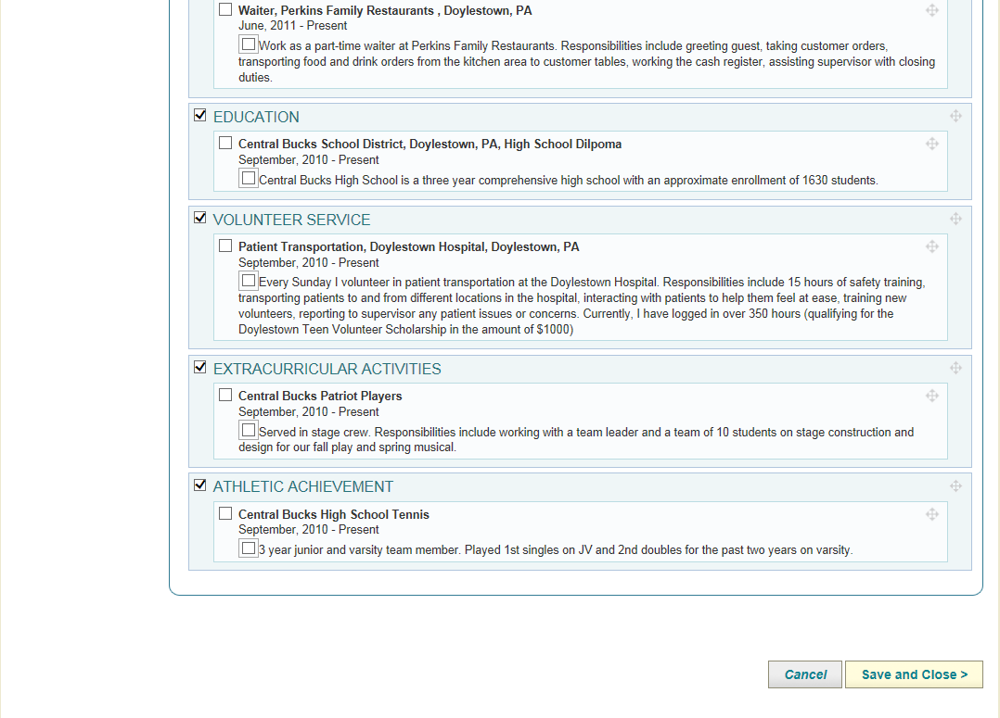 Waiter, Perkins Family Restaurants , Doylestown, PA
June, 2011 - Present
Work as a part-time waiter at Perkins Family Restaurants. Responsibilities include greeting guest, taking customer orders,
transporting food and drink orders from the kitchen area to customer tables, working the cash register, assisting supervisor with closing
duties.
EDUCATION
Central Bucks School District, Doylestown, PA, High School Dilpoma
September, 2010 - Present
Central Bucks High School is a three year comprehensive high school with an approximate enrollment of 1630 students.
VOLUNTEER SERVICE
Patient Transportation, Doylestown Hospital, Doylestown, PA
September, 2010 - Present
Every Sunday I volunteer in patient transportation at the Doylestown Hospital. Responsibilities include 15 hours of safety training,
transporting patients to and from different locations in the hospital, interacting with patients to help them feel at ease, training new
volunteers, reporting to supervisor any patient issues or concerns. Currently, I have logged in over 350 hours (qualifying for the
Doylestown Teen Volunteer Scholarship in the amount of $1000)
EXTRACURRICULAR ACTIVITIES
Central Bucks Patriot Players
September, 2010 - Present
Served in stage crew. Responsibilities include working with a team leader and a team of 10 students on stage construction and
design for our fall play and spring musical.
ATHLETIC ACHIEVEMENT
Central Bucks High School Tennis
September, 2010 - Present
3 year junior and varsity team member. Played 1st singles on JV and 2nd doubles for the past two years on varsity.
Cancel
Save and Close >